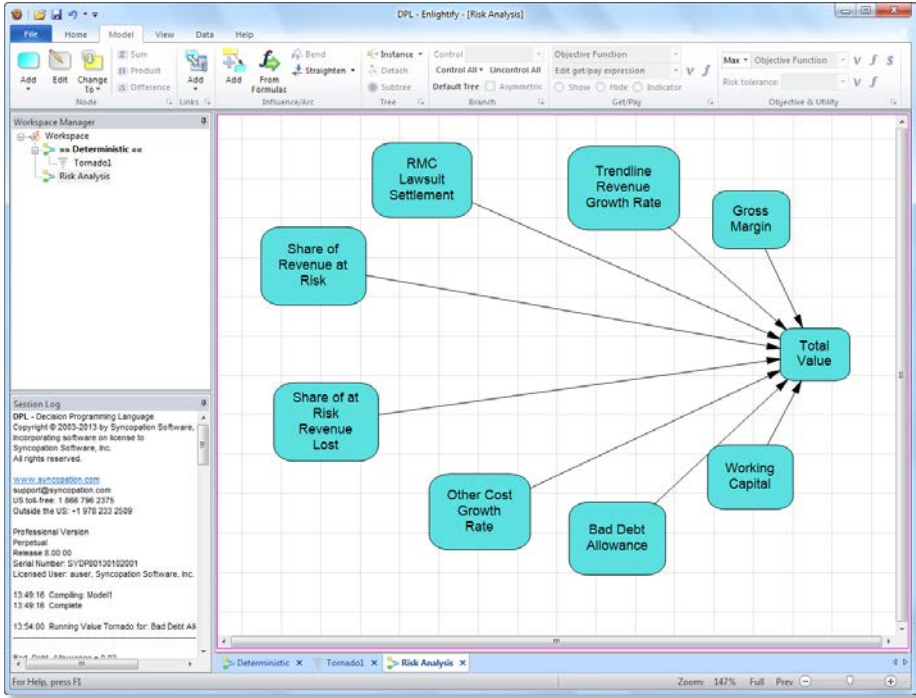 DPL - Enlightify - [Risk Analysis]
File Home Model View Data Help
Add Edit Change To
Sum
Product
Difference
Node
Add
Links
Add From Formulas
Bend
Straighten
Influence/Arc
Instance
Detach
Subtree
Tree
Control
Control All Uncontrol All
Default Tree Asymmetric
Branch
Objective Function
Edit get/pay expression
Show Hide Indicator
Get/Pay
Max Objective Function
Risk tolerance:
Objective & Utility
Workspace Manager
Workspace
»» Deterministic ««
Tornado1
Risk Analysis
Session Log
DPL - Decision Programming Language
Copyright © 2003-2013 by Syncopation Software,
Incorporating software on license to
Syncopation Software, Inc.
All rights reserved.
www.syncopation.com
support@syncopation.com
US toll-free: 1 866 796 2375
Outside the US: +1 978 233 2509
Professional Version
Perpetual
Release 8.00.00
Serial Number: SYDP80130102001
Licensed User: auser, Syncopation Software, Inc.
13:49:16 Compiling: Model1
13:49:16 Complete
13:54:00 Running Value Tornado for: Bad Debt All
RMC
Lawsuit
Settlement
Trendline
Revenue
Growth Rate
Gross
Margin
Share of
Revenue at
Risk
Total
Value
Share of at
Risk
Revenue
Lost
Other Cost
Growth
Rate
Bad Debt
Allowance
Working
Capital
Deterministic Tornado1 Risk Analysis
For Help, press F1
Zoom: 147% Full Prev